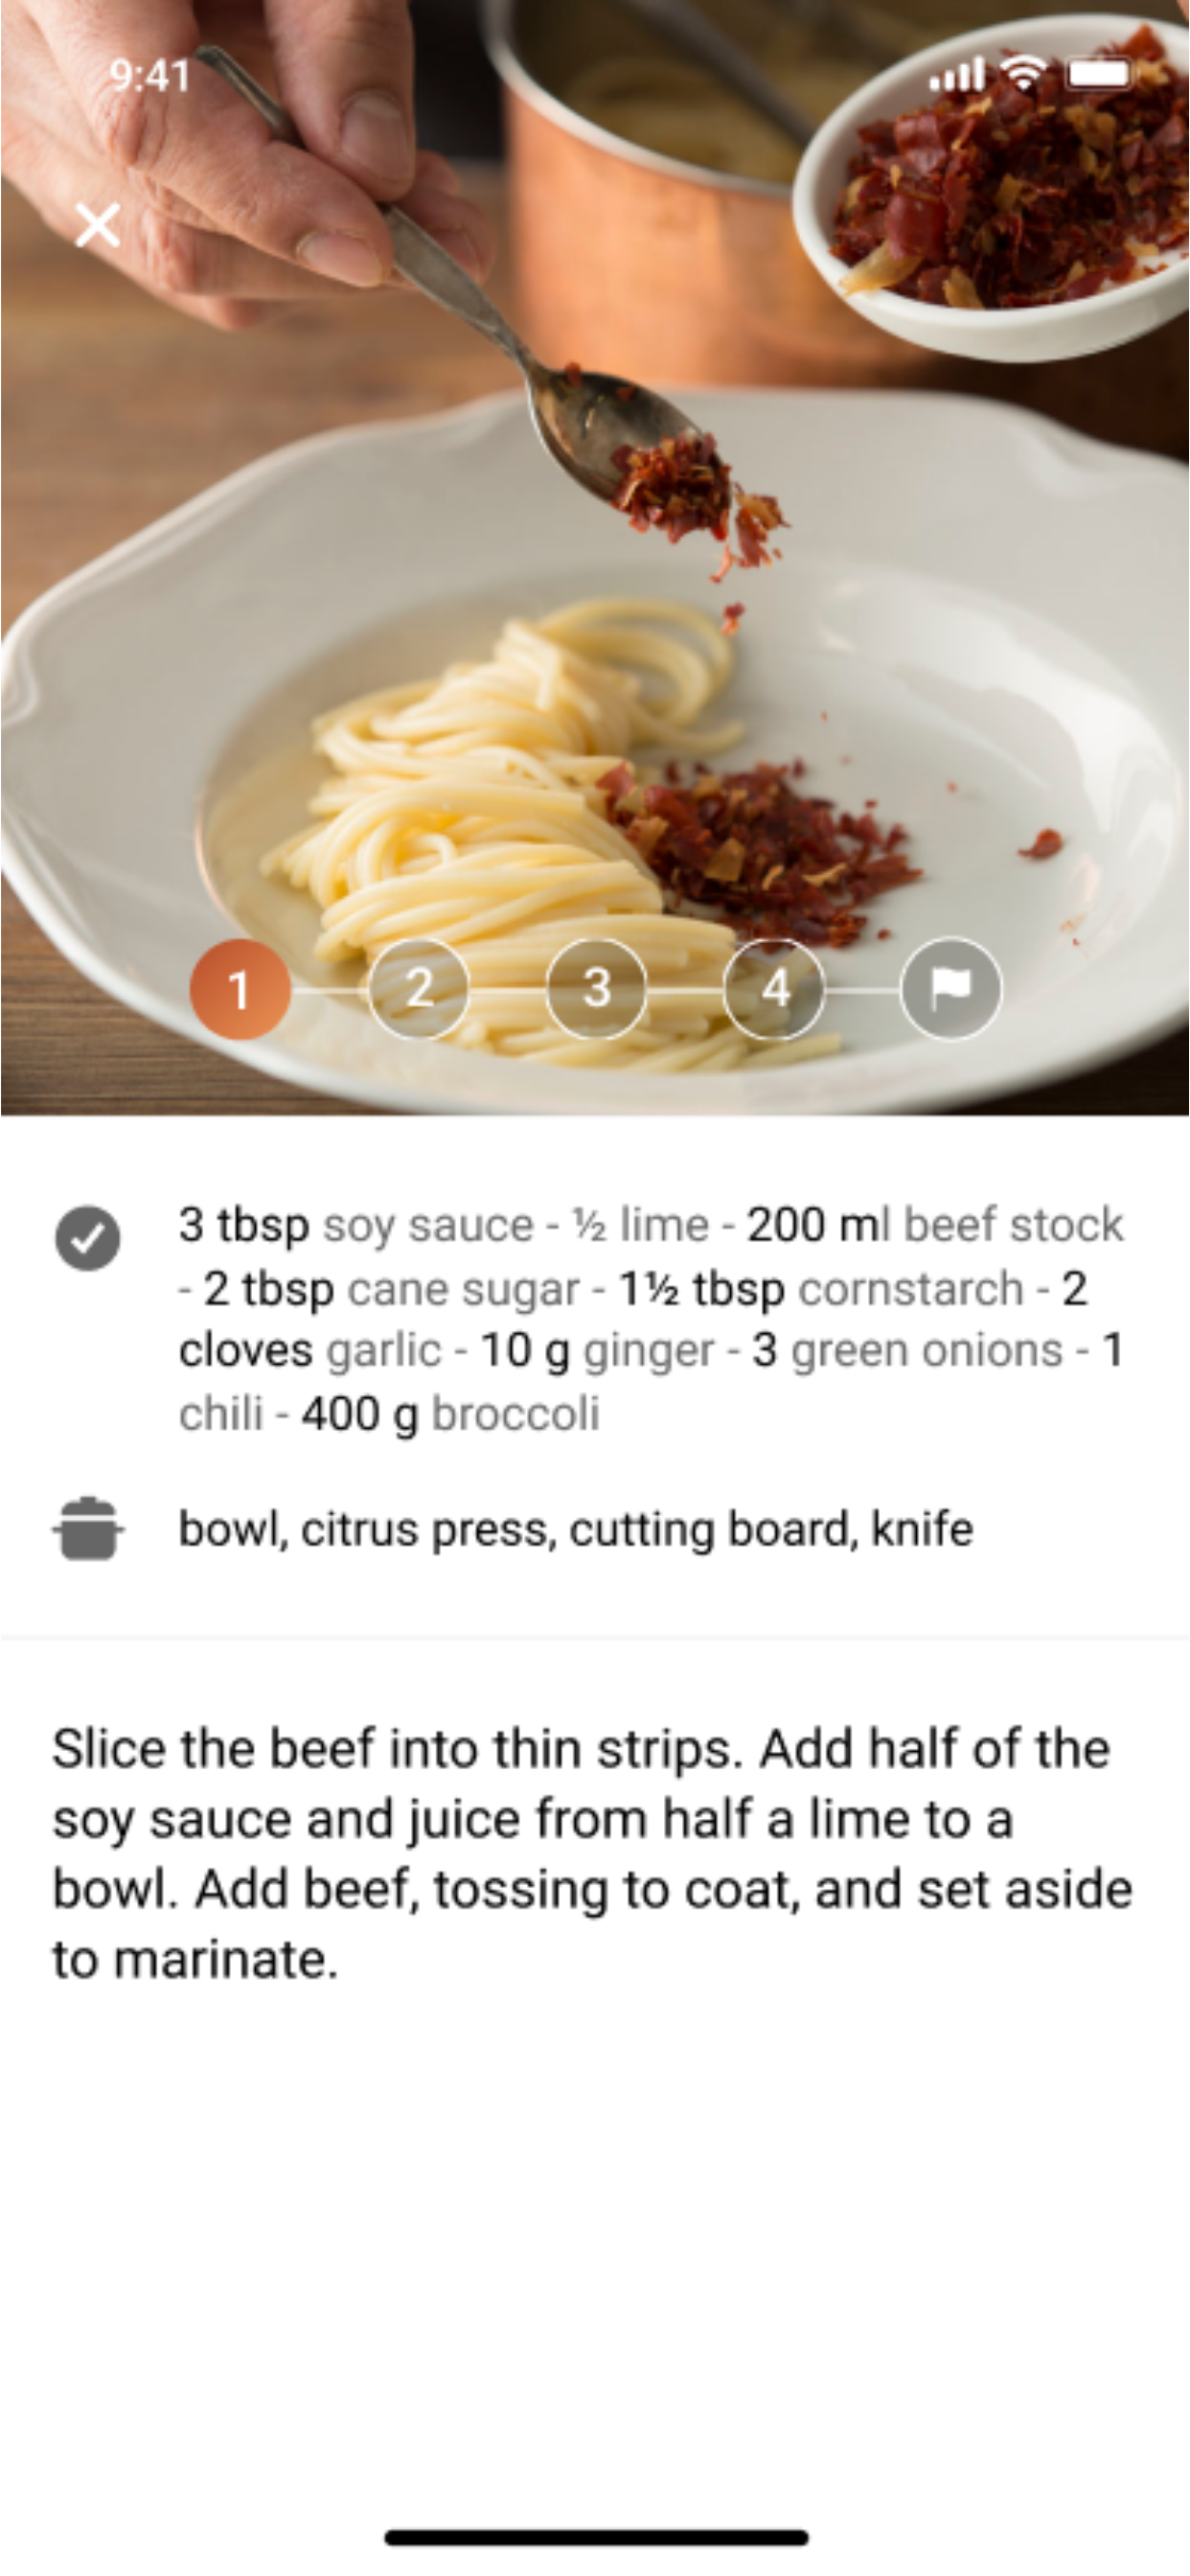 9:41
1
2
3
4
3 tbsp soy sauce - ½ lime - 200 ml beef stock
- 2 tbsp cane sugar - 1½ tbsp cornstarch - 2
cloves garlic - 10 g ginger - 3 green onions - 1
chili - 400 g broccoli
bowl, citrus press, cutting board, knife
Slice the beef into thin strips. Add half of the
soy sauce and juice from half a lime to a
bowl. Add beef, tossing to coat, and set aside
to marinate.